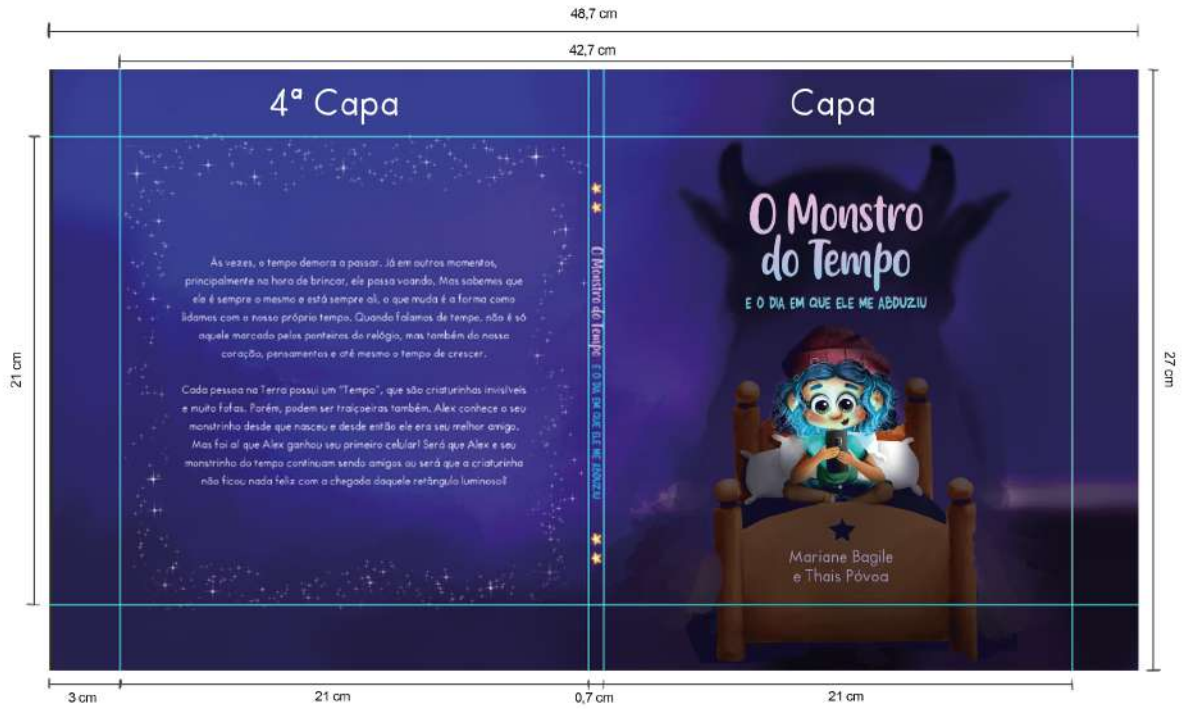 48,7 cm
42,7 cm
4ª Capa
Capa
21 cm
Às vezes, o tempo demora a passar. Já em outros momentos,
principalmente na hora de brincar, ele passa voando. Mas sabemos que
ele é sempre o mesmo e está sempre ali, o que muda é a forma como
lidamos com o nosso próprio tempo. Quando falamos de tempo, não é só
aquele marcado pelos ponteiros do relógio, mas também do nosso
coração, pensamentos e até mesmo o tempo de crescer.
Cada pessoa na Terra possui um "Tempo", que são criaturinhas invisíveis
e muito fofas. Porém, podem ser traiçoeiras também. Alex conhece o seu
monstrinho desde que nasceu e desde então ele era seu melhor amigo.
Mas foi aí que Alex ganhou seu primeiro celular! Será que Alex e seu
monstrinho do tempo continuam sendo amigos ou será que a criaturinha
não ficou nada feliz com a chegada daquele retângulo luminoso?
O Monstro do Tempo E O DIA EM QUE ELE ME ABDUZIU
O Monstro
do Tempo
E O DIA EM QUE ELE ME ABDUZIU
Mariane Bagile
e Thais Póvoa
27 cm
3 cm
21 cm
0,7 cm
21 cm